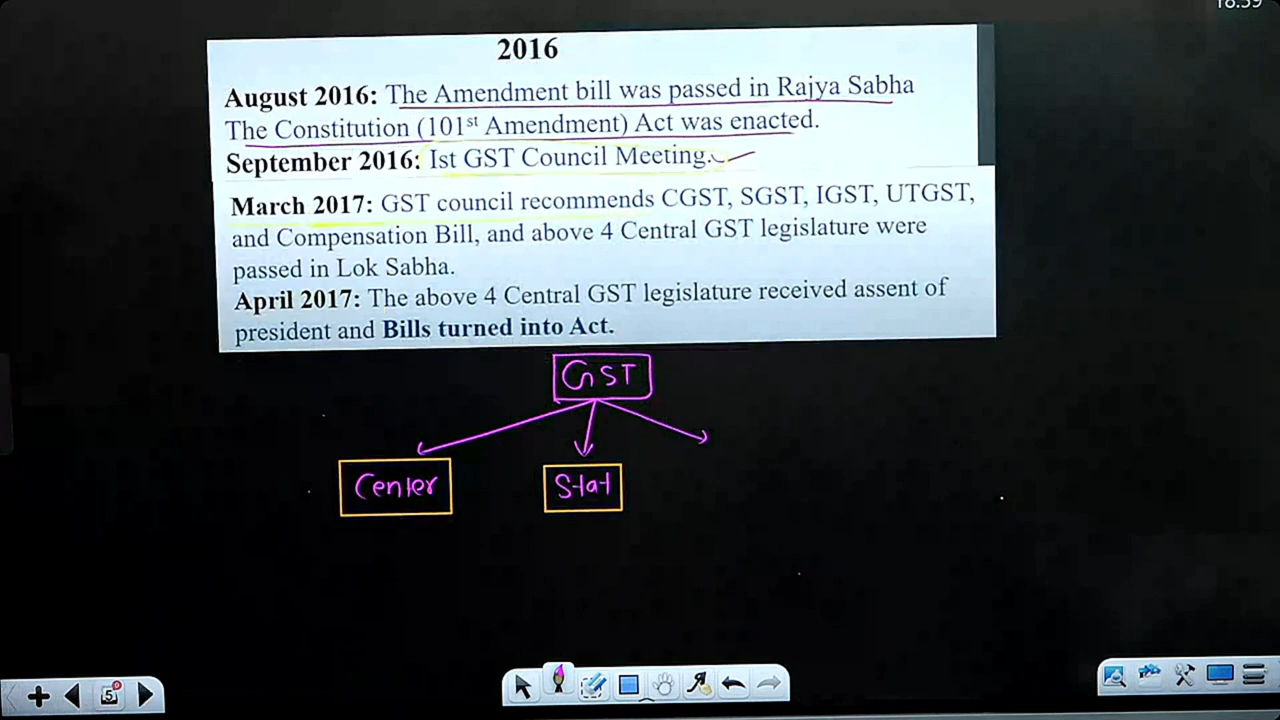 18:39
2016
August 2016: The Amendment bill was passed in Rajya Sabha
The Constitution (101st Amendment) Act was enacted.
September 2016: Ist GST Council Meeting.
March 2017: GST council recommends CGST, SGST, IGST, UTGST,
and Compensation Bill, and above 4 Central GST legislature were
passed in Lok Sabha.
April 2017: The above 4 Central GST legislature received assent of
president and Bills turned into Act.
GST
Center
Stat
5